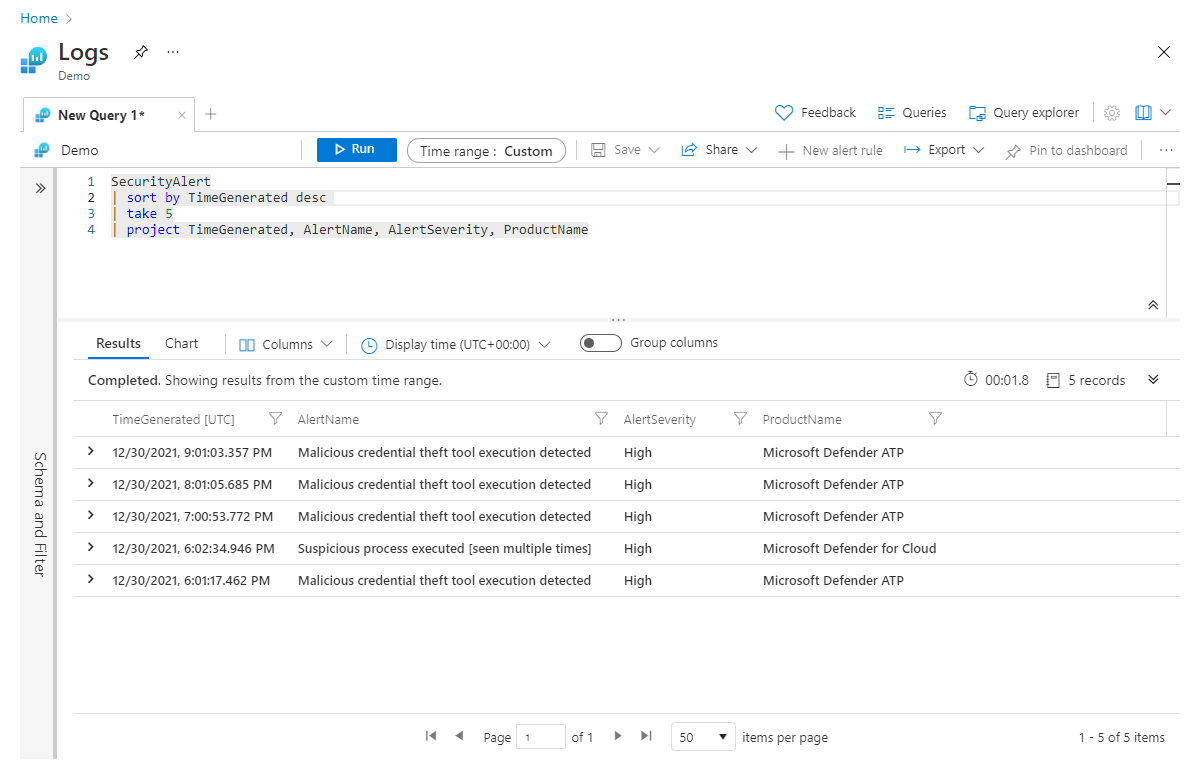 Home
Logs
Demo
New Query 1*
Feedback
Queries
Query explorer
Demo
Run
Time range : Custom
Save
Share
New alert rule
Export
Pin to dashboard
1 SecurityAlert
2 | sort by TimeGenerated desc
3 | take 5
4 | project TimeGenerated, AlertName, AlertSeverity, ProductName
Schema and Filter
Results Chart Columns Display time (UTC+00:00) Group columns
Completed. Showing results from the custom time range. 00:01.8 5 records
TimeGenerated [UTC] AlertName AlertSeverity ProductName
12/30/2021, 9:01:03.357 PM Malicious credential theft tool execution detected High Microsoft Defender ATP
12/30/2021, 8:01:05.685 PM Malicious credential theft tool execution detected High Microsoft Defender ATP
12/30/2021, 7:00:53.772 PM Malicious credential theft tool execution detected High Microsoft Defender ATP
12/30/2021, 6:02:34.946 PM Suspicious process executed [seen multiple times] High Microsoft Defender for Cloud
12/30/2021, 6:01:17.462 PM Malicious credential theft tool execution detected High Microsoft Defender ATP
Page 1 of 1 50 items per page 1 - 5 of 5 items